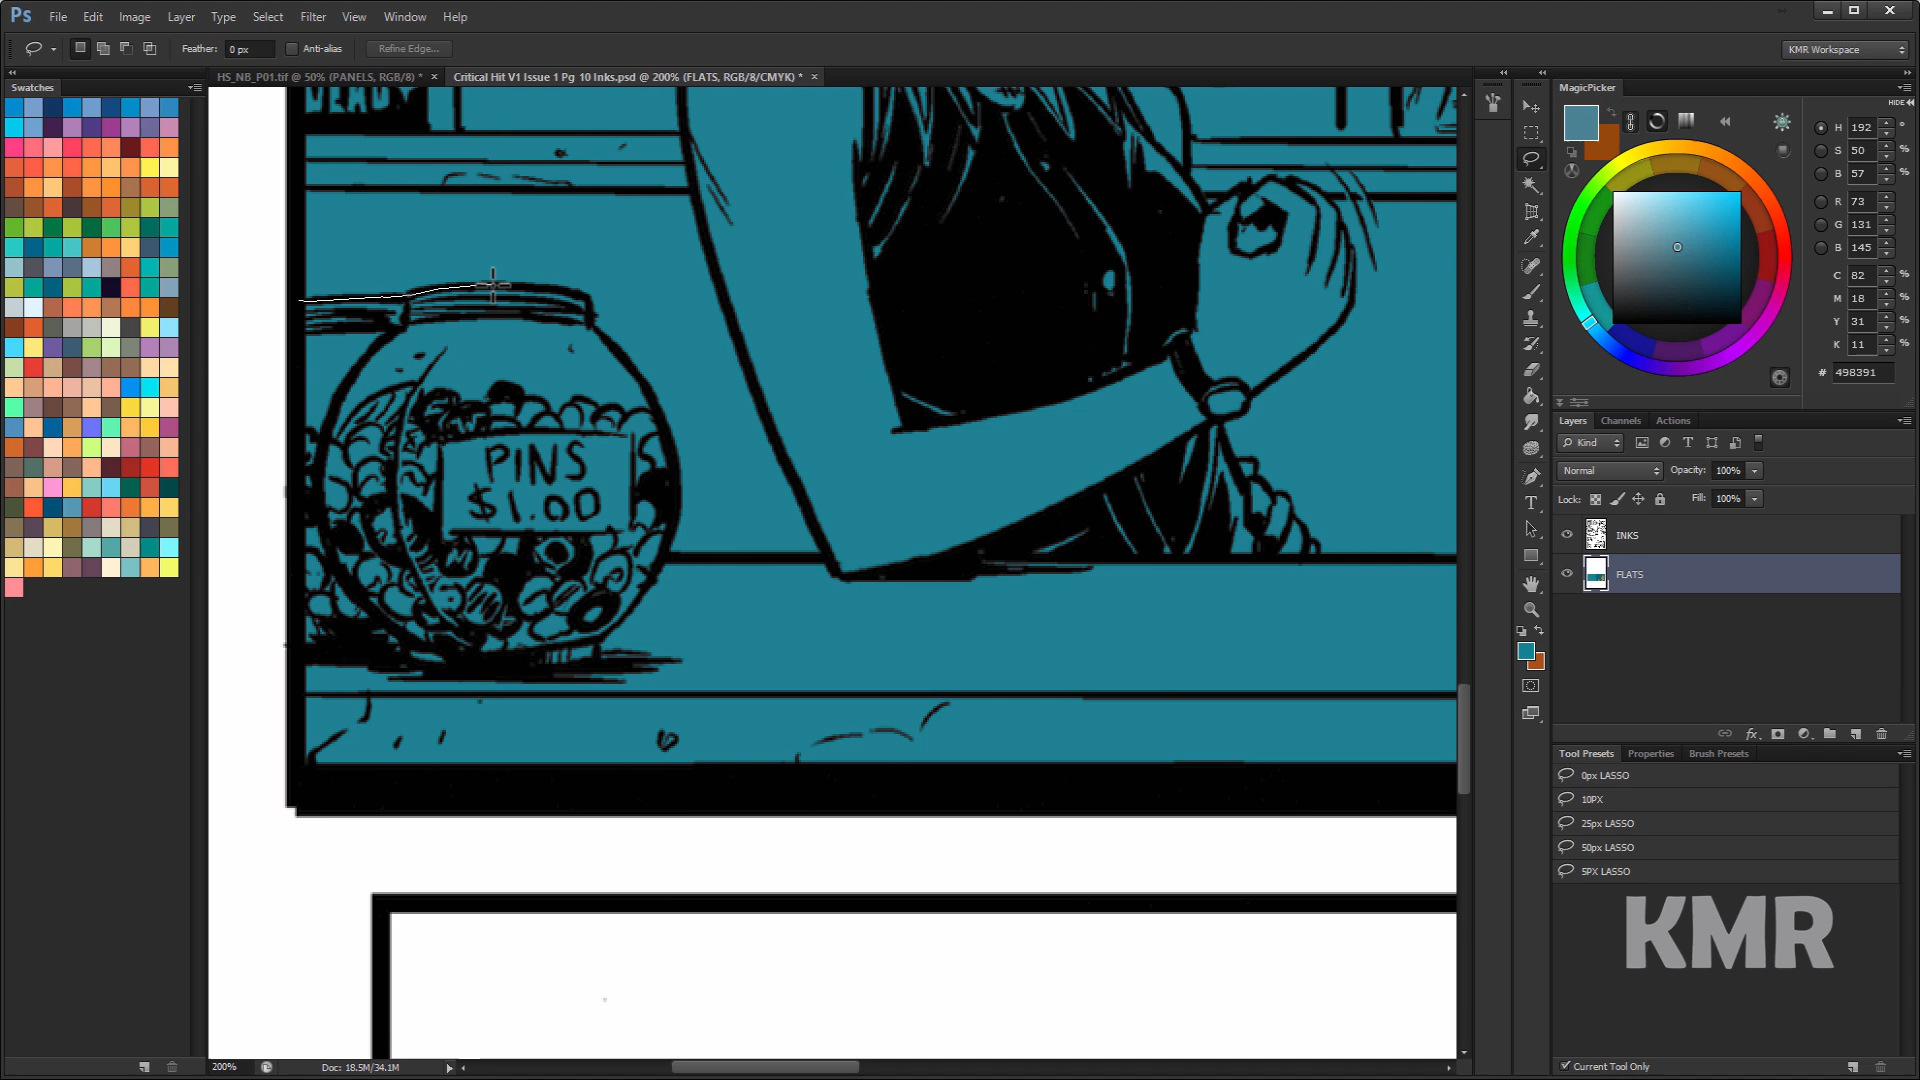 Ps File Edit Image Layer Type Select Filter View Window Help
Feather: 0 px Anti-alias Refine Edge... KMR Workspace
HS_NB_P01.tif @ 50% (PANELS, RGB/8) * × Critical Hit V1 Issue 1 Pg 10 Inks.psd @ 200% (FLATS, RGB/8/CMYK) * ×
Swatches
MagicPicker
HIDE
H 192 °
S 50 %
B 57 %
R 73
G 131
B 145
C 82 %
M 18 %
Y 31 %
K 11 %
# 498391
DEAD
PINS
$1.00
Layers Channels Actions
Kind
Normal Opacity: 100%
Lock: Fill: 100%
INKS
FLATS
fx
Tool Presets Properties Brush Presets
0px LASSO
10PX
25px LASSO
50px LASSO
5PX LASSO
KMR
Current Tool Only
200% Doc: 18.5M/34.1M